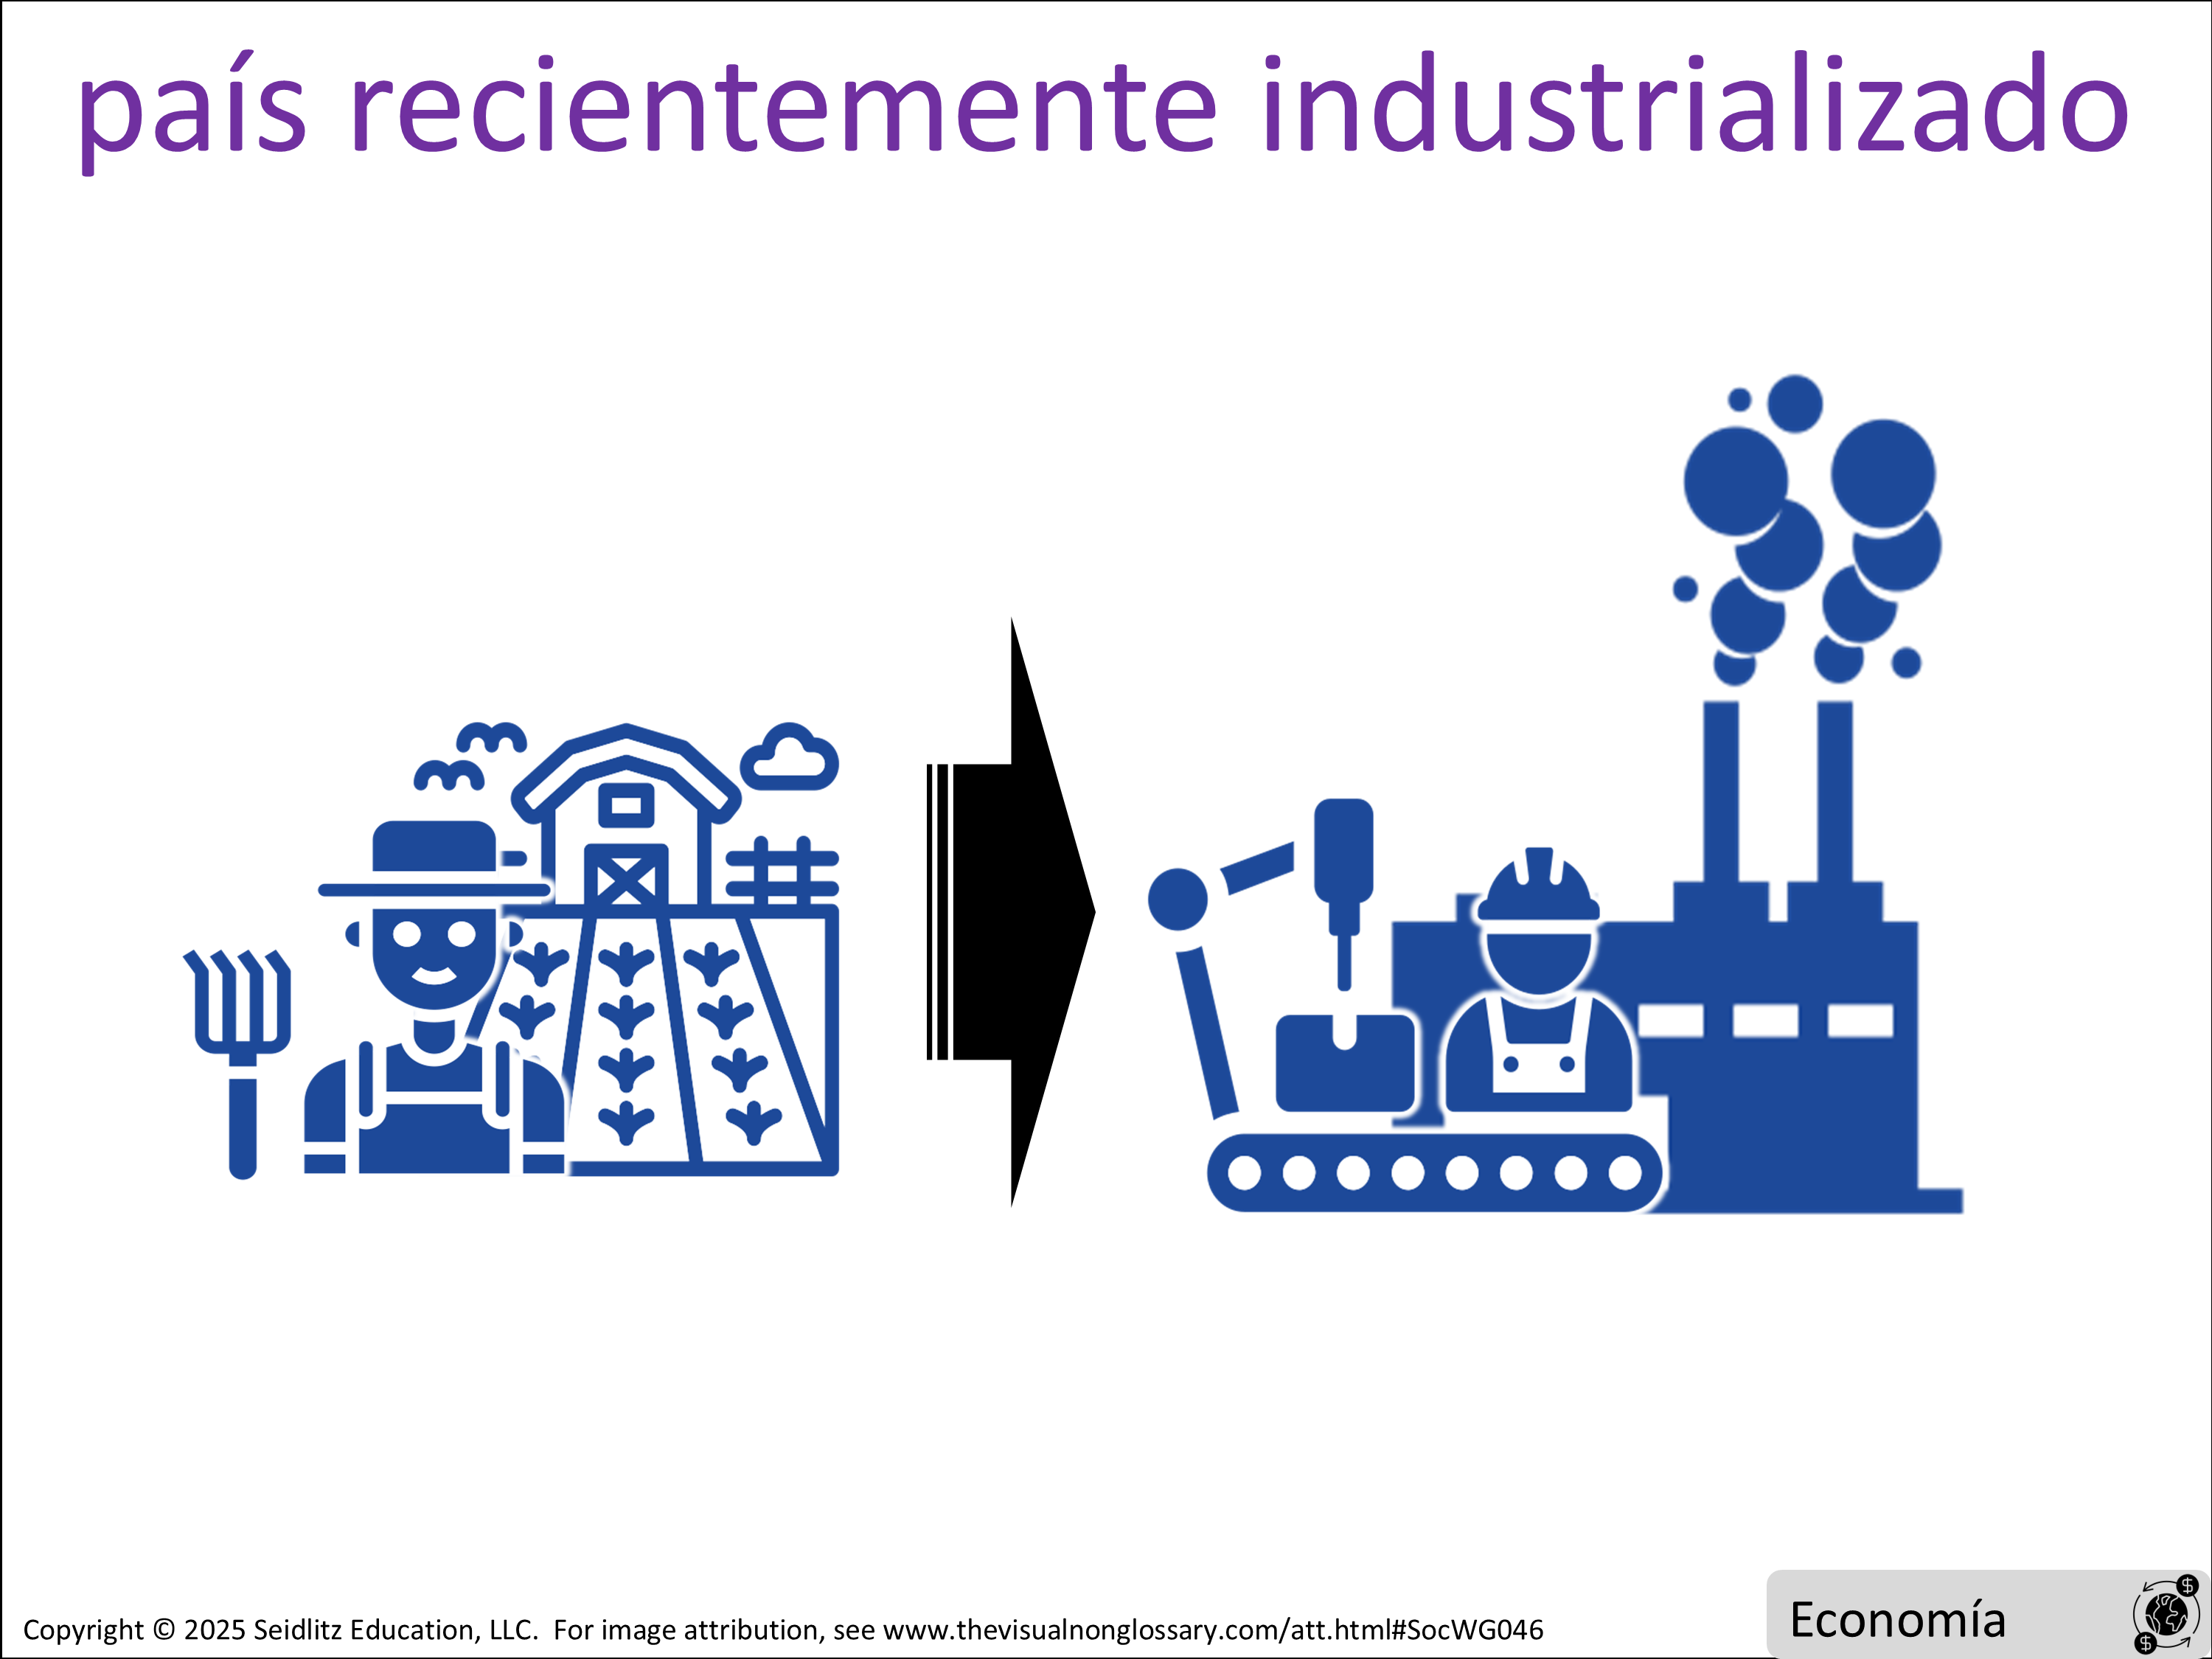 país recientemente industrializado
Copyright © 2025 Seidlitz Education, LLC.  For image attribution, see www.thevisualnonglossary.com/att.html#SocWG046
Economía
$
$